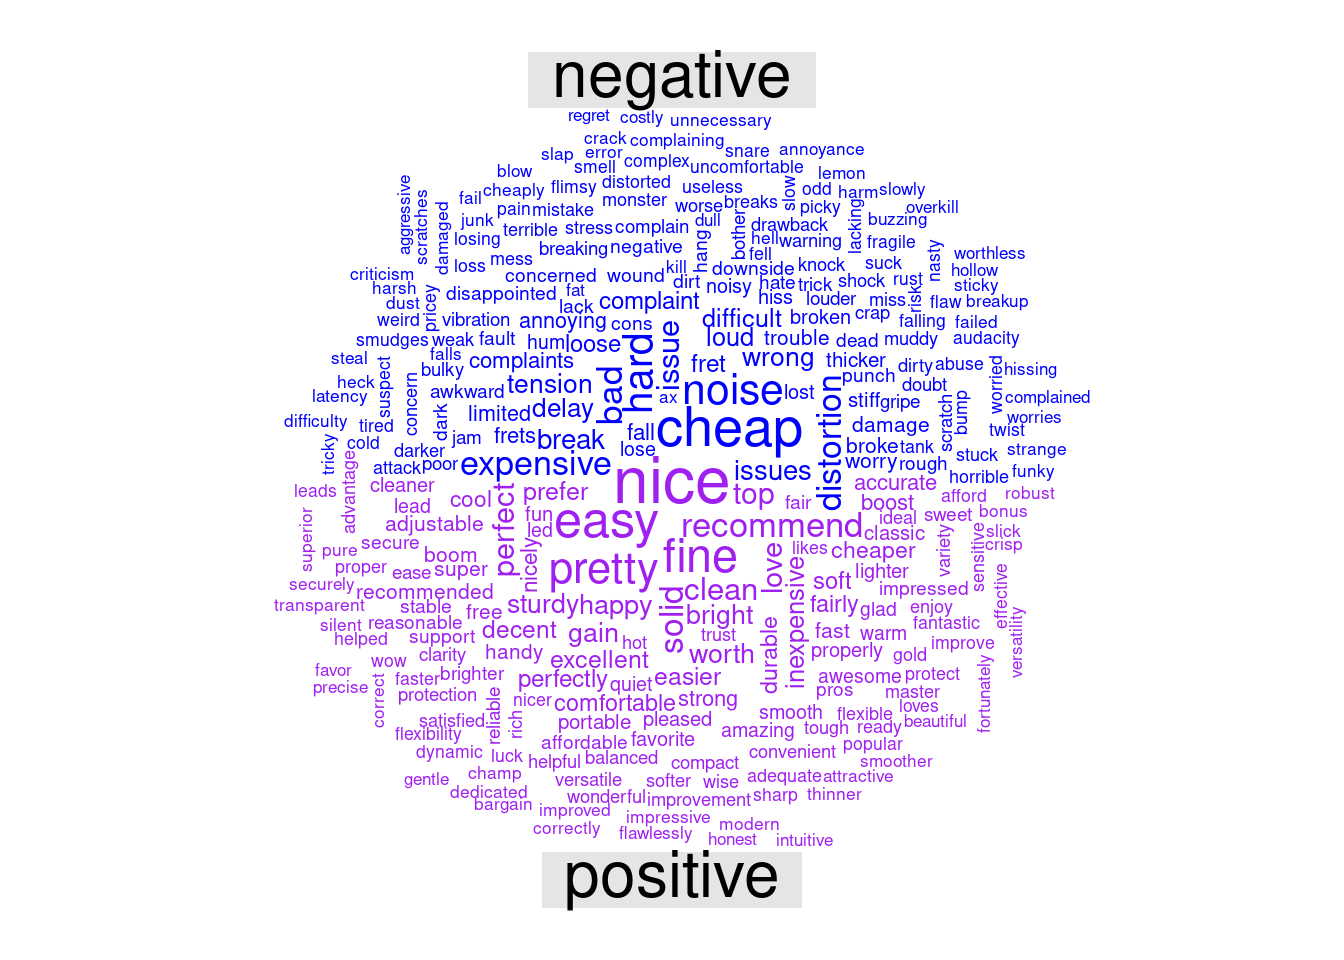 negative
regret costly unnecessary
crack complaining
slap error complex snare annoyance
blow smell uncomfortable lemon
aggressive scratches fail cheaply flimsy distorted useless slow odd harm slowly
damaged junk pain mistake monster worse breaks picky overkill
losing terrible stress complain dull bother drawback lacking buzzing
breaking negative hang hell warning fragile nasty worthless
criticism loss mess concerned wound kill fell downside knock suck hollow
harsh pricey disappointed fat dirt noisy hate trick shock rust risk sticky
dust lack complaint hiss louder miss flaw breakup
weird vibration annoying cons difficult broken crap falling failed
smudges weak fault hum loose hard issue loud trouble dead muddy audacity
steal falls complaints bad fret wrong thicker dirty abuse worried hissing
heck suspect concern bulky punch doubt
latency awkward tension ax noise lost distortion stiff gripe scratch bump complained
difficulty tired dark limited delay cheap damage worries
tricky cold jam frets break fall broke tank twist
darker lose strange
attack poor expensive issues worry rough stuck horrible funky
leads advantage cleaner perfect prefer nice top fair accurate afford robust
superior lead cool boost bonus
adjustable fun easy recommend ideal sweet
led classic variety sensitive slick
pure secure boom nicely pretty fine love likes cheaper crisp
proper ease super inexpensive soft lighter
securely recommended solid clean impressed effective
transparent stable free sturdy happy bright fairly glad enjoy versatility
silent reasonable fantastic
helped support decent gain hot trust durable fast warm improve
wow clarity handy excellent worth properly gold
favor correct faster brighter perfectly quiet easier awesome protect fortunately
precise protection reliable nicer comfortable strong pros master
satisfied rich portable pleased smooth flexible loves beautiful
flexibility affordable favorite amazing tough ready
dynamic luck helpful balanced compact convenient popular
gentle champ versatile softer wise adequate attractive smoother
dedicated wonderful improvement sharp thinner
bargain improved impressive
correctly flawlessly modern
honest intuitive
positive